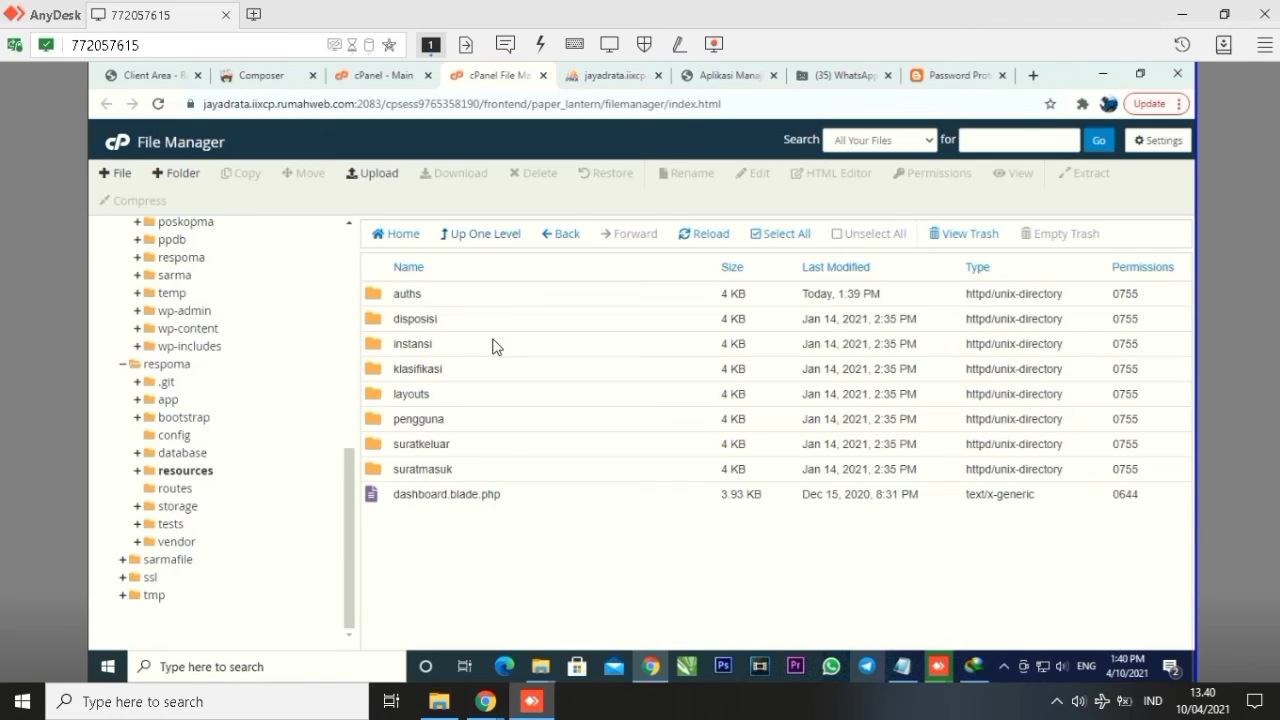 AnyDesk 772057615
772057615 1
Client Area - R Composer cPanel - Main cPanel File Ma jayadrata.iixcp. Aplikasi Manaj (35) WhatsApp Password Prot
jayadrata.iixcp.rumahweb.com:2083/cpsess9765358190/frontend/paper_lantern/filemanager/index.html Update
cP File Manager Search All Your Files for Go Settings
File Folder Copy Move Upload Download Delete Restore Rename Edit HTML Editor Permissions View Extract
Compress
Home Up One Level Back Forward Reload Select All Unselect All View Trash Empty Trash
poskopma
ppdb
respoma
sarma
temp
wp-admin
wp-content
wp-includes
respoma
.git
app
bootstrap
config
database
resources
routes
storage
tests
vendor
sarmafile
ssl
tmp
Name Size Last Modified Type Permissions
auths 4 KB Today, 1:39 PM httpd/unix-directory 0755
disposisi 4 KB Jan 14, 2021, 2:35 PM httpd/unix-directory 0755
instansi 4 KB Jan 14, 2021, 2:35 PM httpd/unix-directory 0755
klasifikasi 4 KB Jan 14, 2021, 2:35 PM httpd/unix-directory 0755
layouts 4 KB Jan 14, 2021, 2:35 PM httpd/unix-directory 0755
pengguna 4 KB Jan 14, 2021, 2:35 PM httpd/unix-directory 0755
suratkeluar 4 KB Jan 14, 2021, 2:35 PM httpd/unix-directory 0755
suratmasuk 4 KB Jan 14, 2021, 2:35 PM httpd/unix-directory 0755
dashboard.blade.php 3.93 KB Dec 15, 2020, 8:31 PM text/x-generic 0644
Type here to search Ps Pr ENG 1:40 PM
4/10/2021 2
Type here to search IND 13.40
10/04/2021